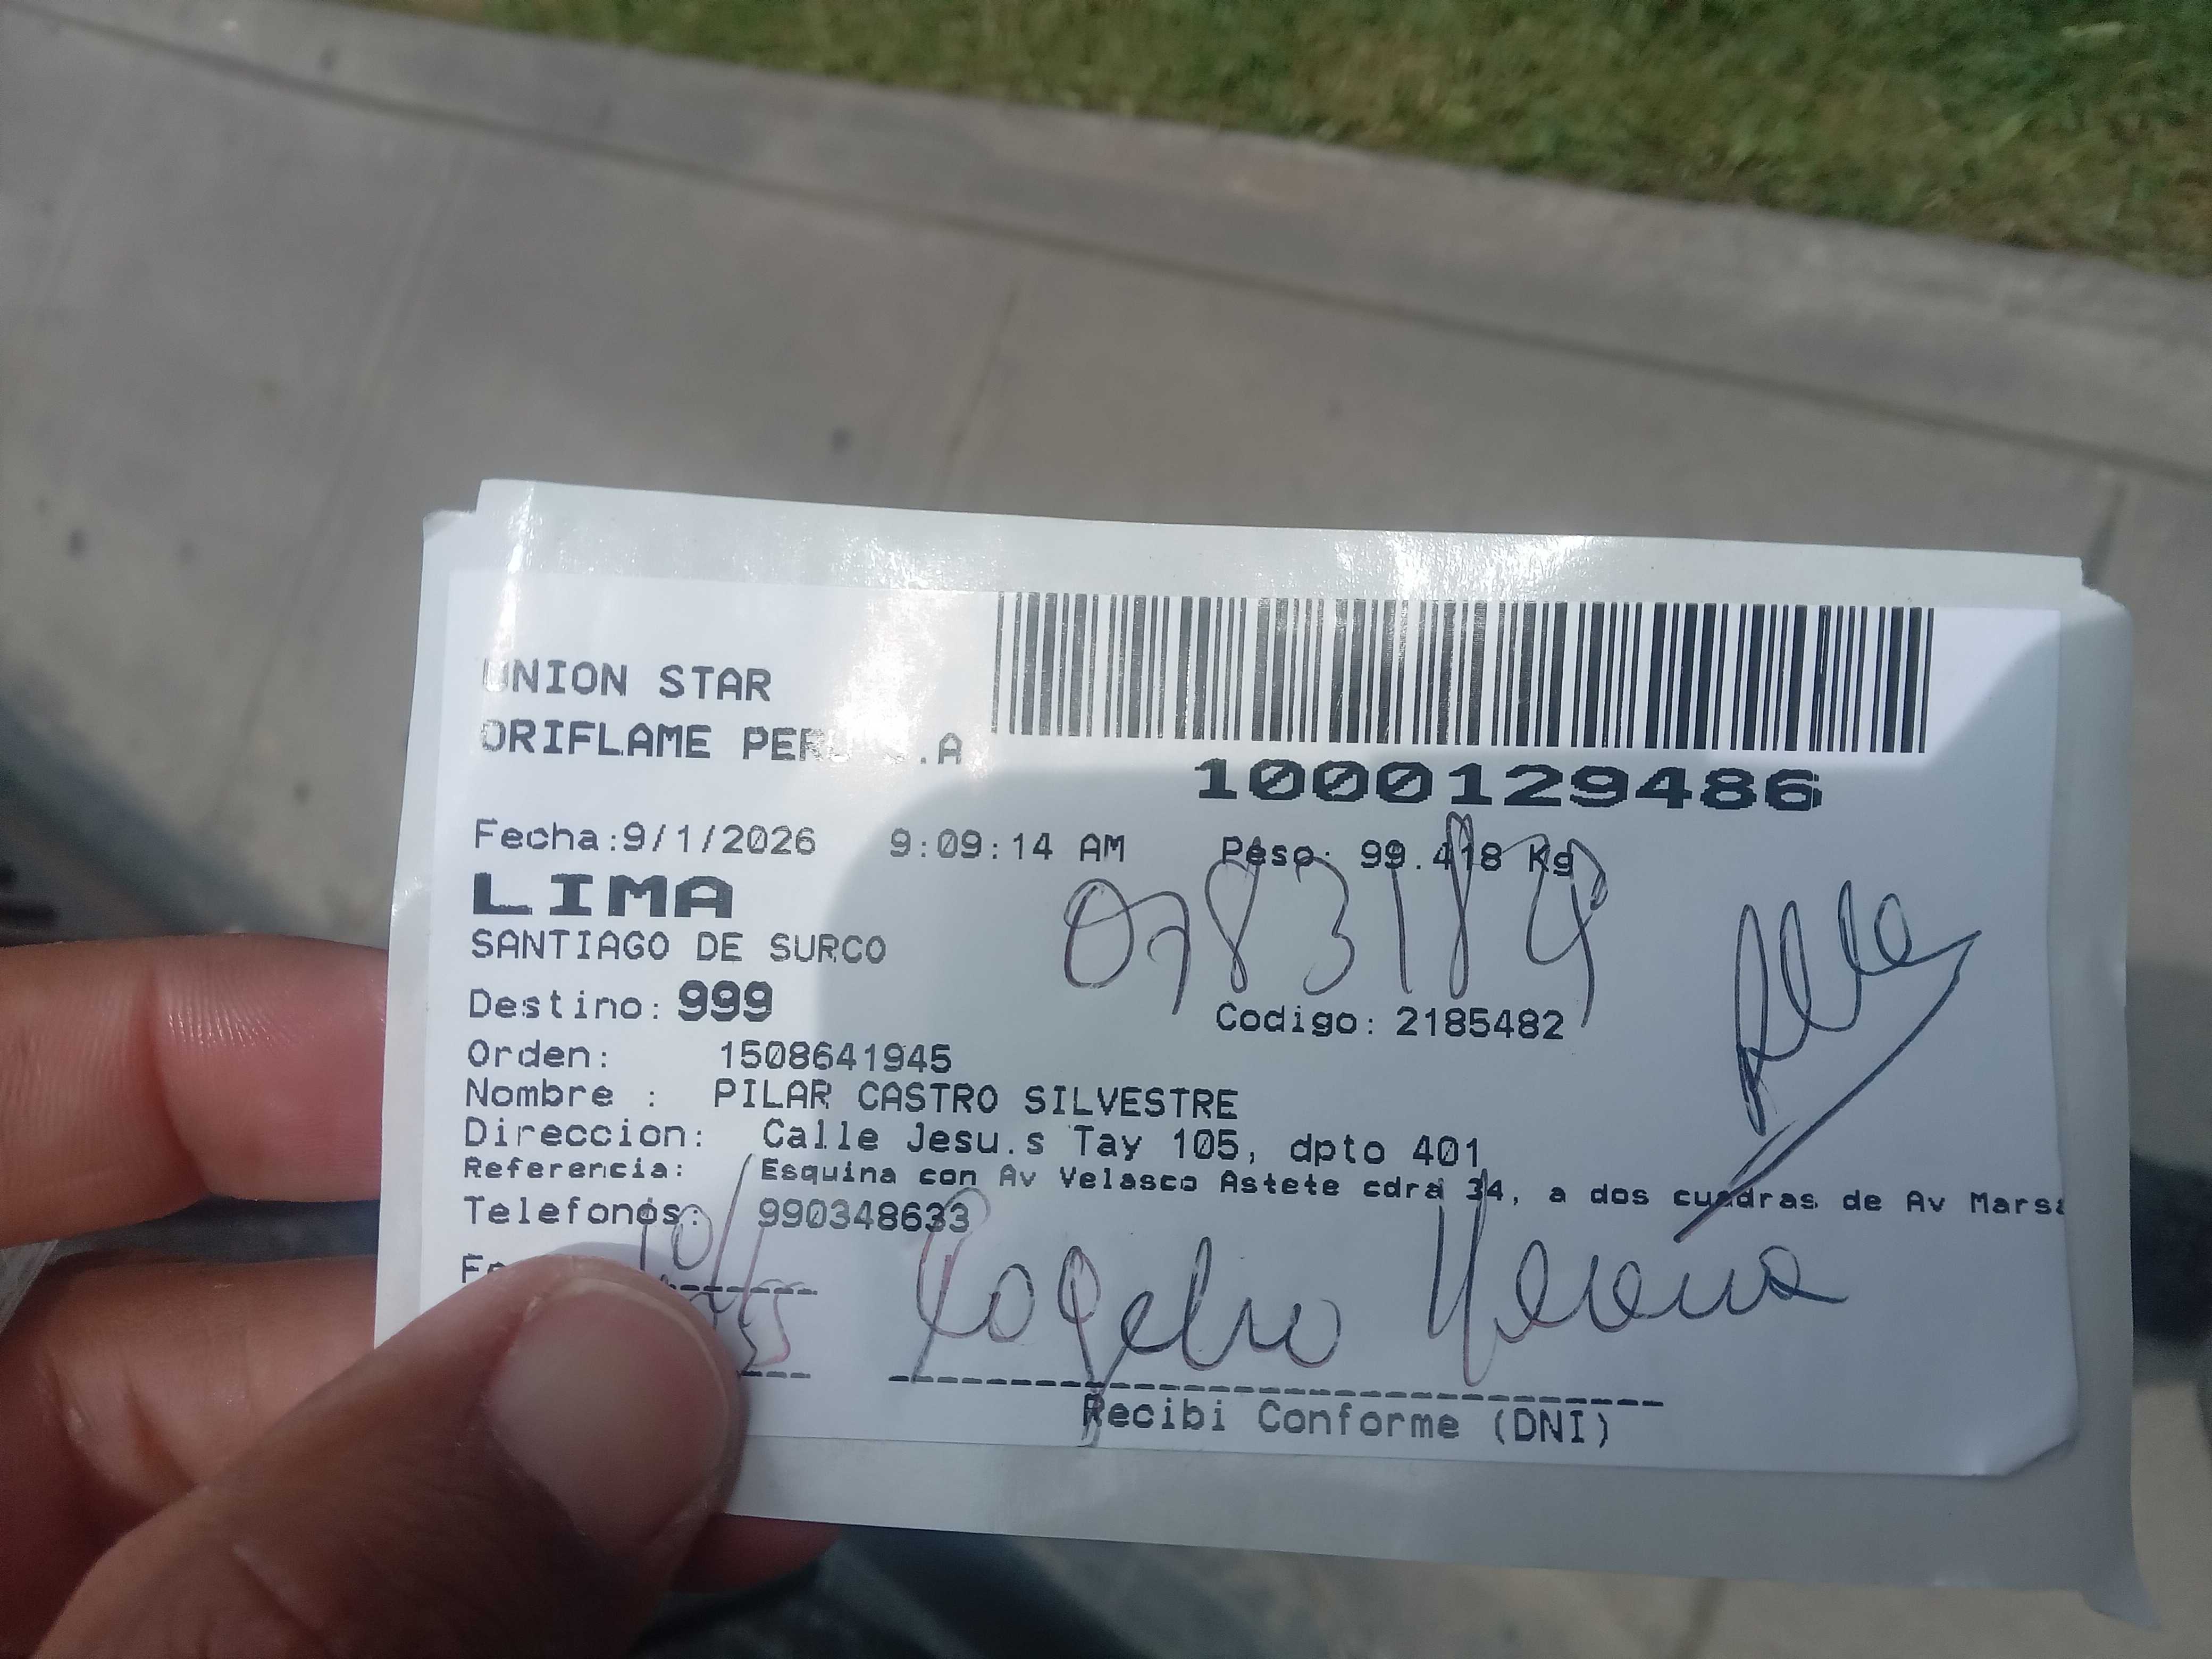 UNION STAR
ORIFLAME PERU .A
1000129486
Fecha:9/1/2026 9:09:14 AM Peso: 99.418 Kg
LIMA
SANTIAGO DE SURCO
Destino: 999
Codigo: 2185482
Orden: 1508641945
Nombre : PILAR CASTRO SILVESTRE
Direccion: Calle Jesu.s Tay 105, dpto 401
Referencia: Esquina con Av Velasco Astete cdra 34, a dos cuadras de Av Marsa
Telefonos: 990348633
Rogelio
Recibi Conforme (DNI)